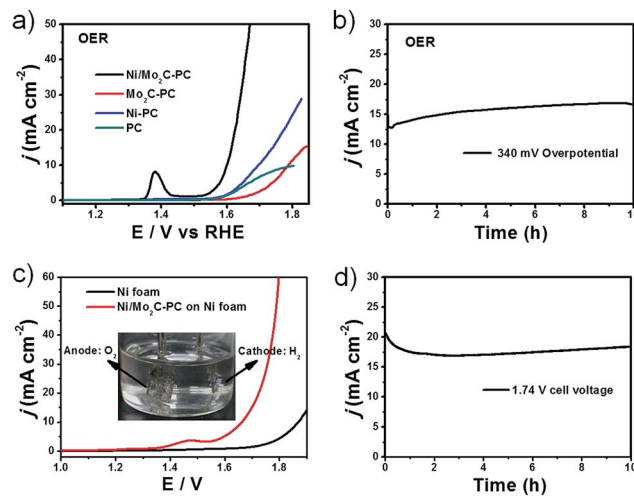 a)
OER
Ni/Mo₂C-PC
Mo₂C-PC
Ni-PC
PC
j (mA cm⁻²)
50
40
30
20
10
0
1.2
1.4
1.6
1.8
E / V vs RHE
b)
OER
340 mV Overpotential
j (mA cm⁻²)
30
25
20
15
10
5
0
0
2
4
6
8
10
Time (h)
c)
Ni foam
Ni/Mo₂C-PC on Ni foam
Anode: O₂
Cathode: H₂
j (mA cm⁻²)
60
50
40
30
20
10
0
1.0
1.2
1.4
1.6
1.8
E / V
d)
1.74 V cell voltage
j (mA cm⁻²)
30
25
20
15
10
5
0
0
2
4
6
8
10
Time (h)